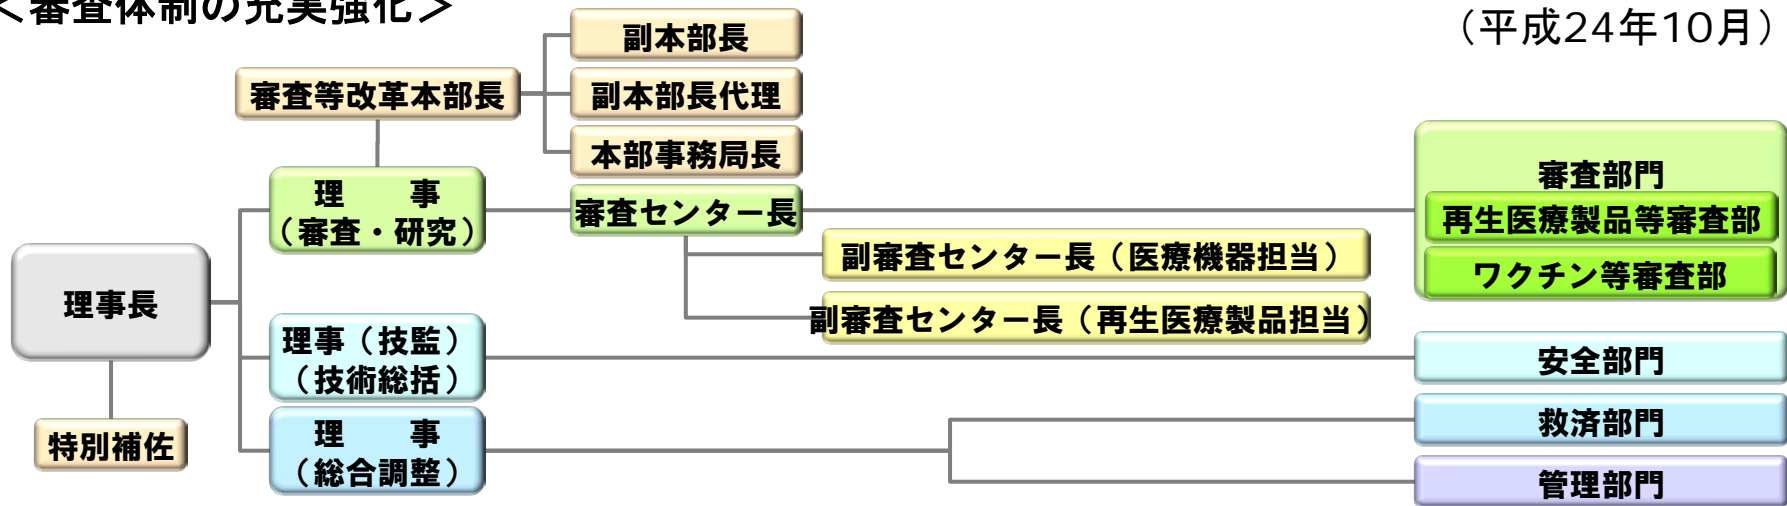 ＜審査体制の充実強化＞
（平成24年10月）
副本部長
審査等改革本部長
副本部長代理
本部事務局長
理　事
（審査・研究）
審査センター長
審査部門
再生医療製品等審査部
ワクチン等審査部
副審査センター長（医療機器担当）
副審査センター長（再生医療製品担当）
理事長
特別補佐
理事（技監）
（技術総括）
安全部門
理　事
（総合調整）
救済部門
管理部門